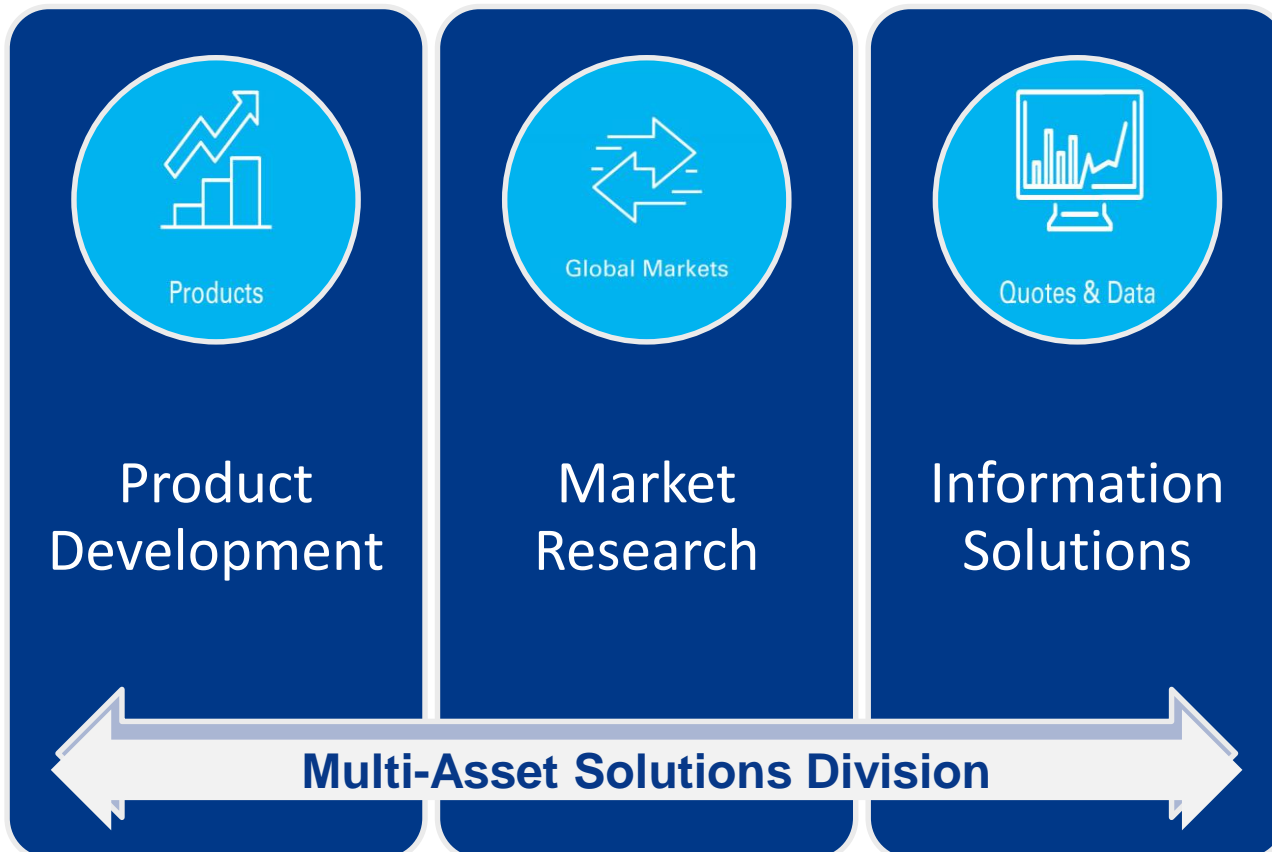 Products
Global Markets
Quotes & Data
Product
Development
Market
Research
Information
Solutions
Multi-Asset Solutions Division